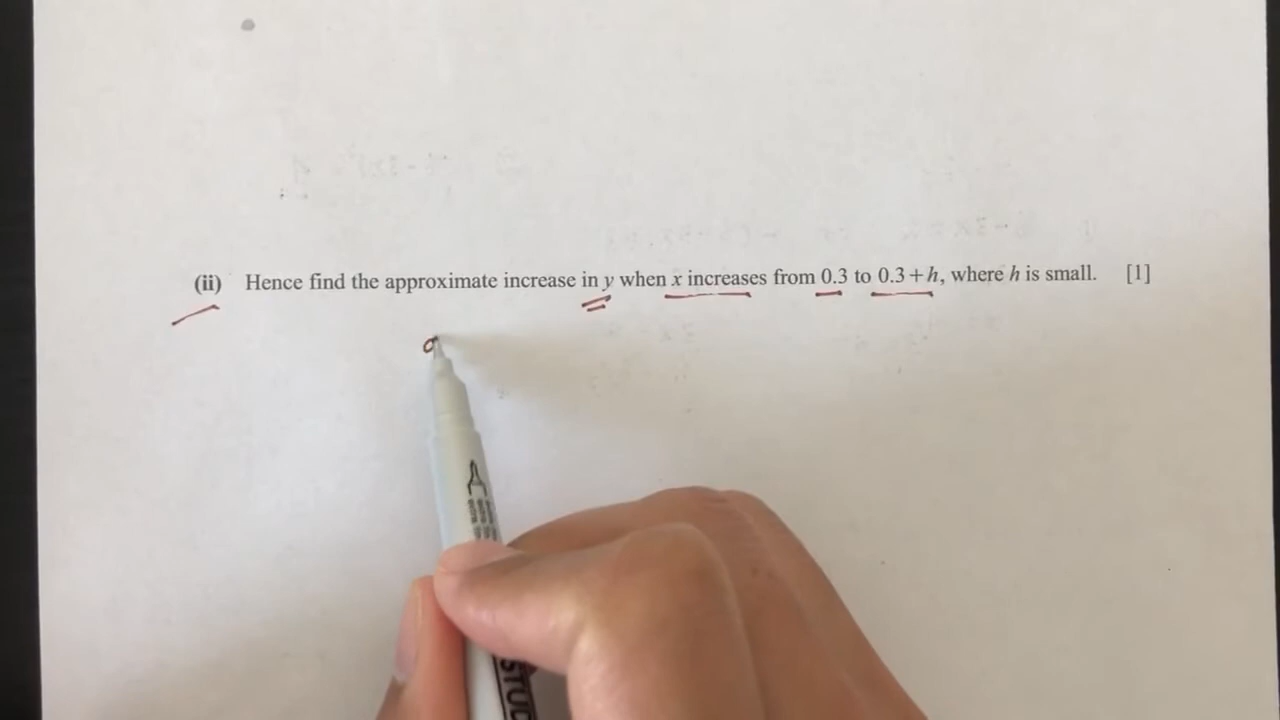 (ii) Hence find the approximate increase in y when x increases from 0.3 to 0.3 + h, where h is small. [1]